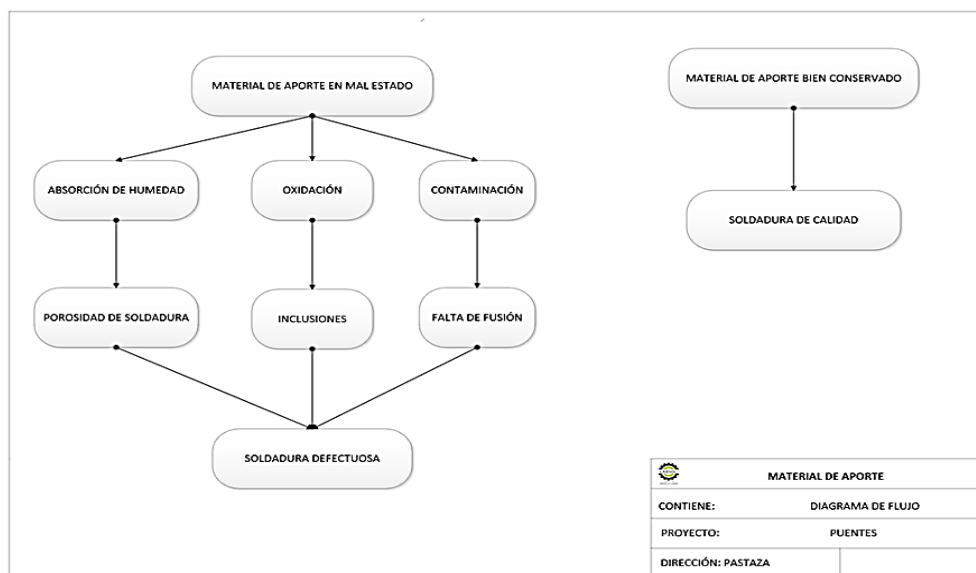 MATERIAL DE APORTE EN MAL ESTADO
MATERIAL DE APORTE BIEN CONSERVADO
ABSORCIÓN DE HUMEDAD
OXIDACIÓN
CONTAMINACIÓN
SOLDADURA DE CALIDAD
POROSIDAD DE SOLDADURA
INCLUSIONES
FALTA DE FUSIÓN
SOLDADURA DEFECTUOSA
MATERIAL DE APORTE
CONTIENE: DIAGRAMA DE FLUJO
PROYECTO: PUENTES
DIRECCIÓN: PASTAZA